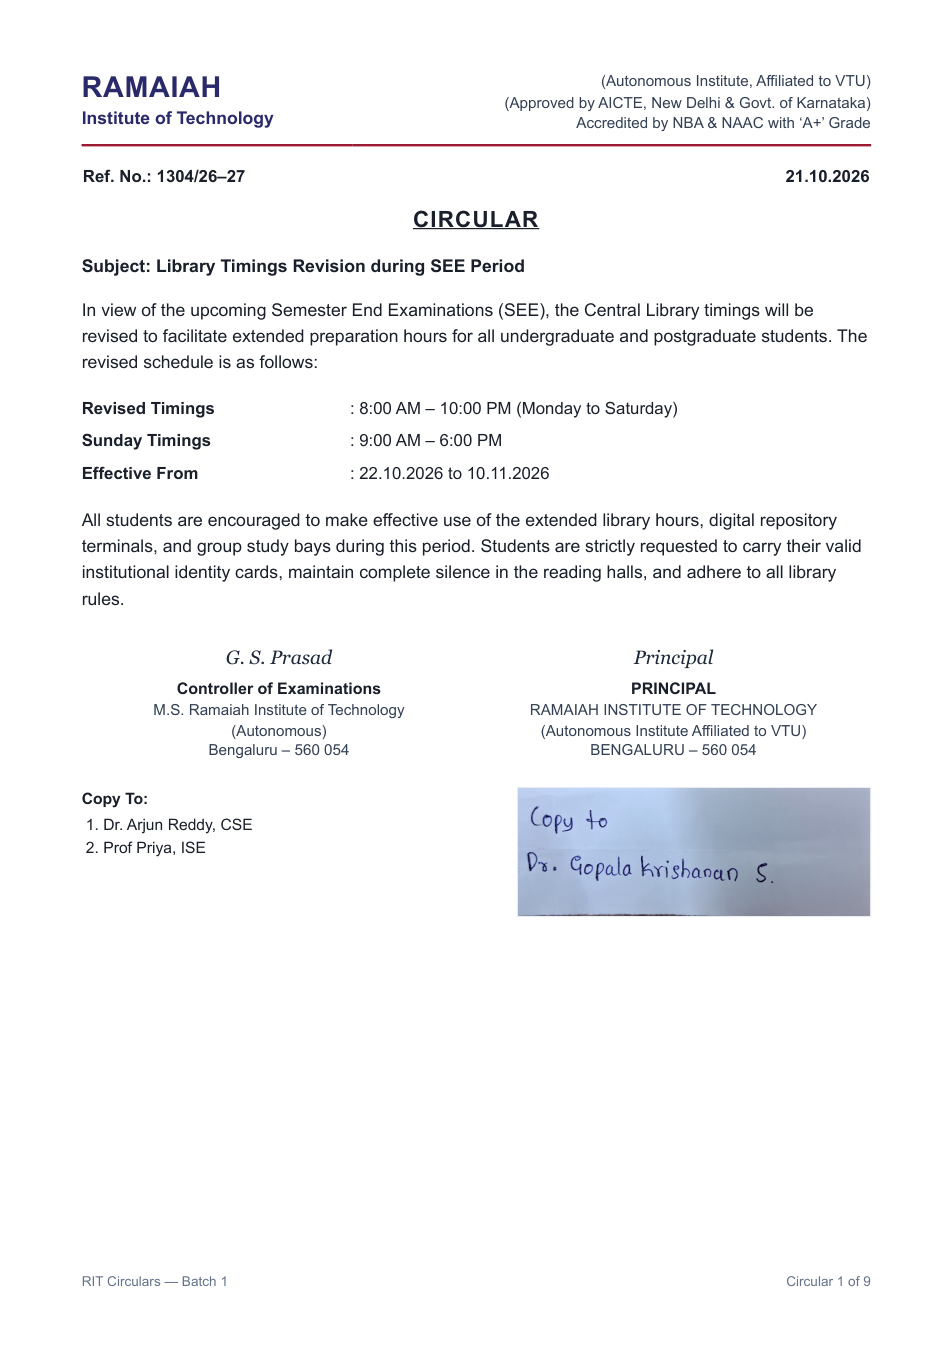 RAMAIAH
Institute of Technology
(Autonomous Institute, Affiliated to VTU)
(Approved by AICTE, New Delhi & Govt. of Karnataka)
Accredited by NBA & NAAC with ‘A+’ Grade
Ref. No.: 1304/26–27
21.10.2026
CIRCULAR
Subject: Library Timings Revision during SEE Period
In view of the upcoming Semester End Examinations (SEE), the Central Library timings will be
revised to facilitate extended preparation hours for all undergraduate and postgraduate students. The
revised schedule is as follows:
Revised Timings : 8:00 AM – 10:00 PM (Monday to Saturday)
Sunday Timings : 9:00 AM – 6:00 PM
Effective From : 22.10.2026 to 10.11.2026
All students are encouraged to make effective use of the extended library hours, digital repository
terminals, and group study bays during this period. Students are strictly requested to carry their valid
institutional identity cards, maintain complete silence in the reading halls, and adhere to all library
rules.
G. S. Prasad
Controller of Examinations
M.S. Ramaiah Institute of Technology
(Autonomous)
Bengaluru – 560 054
Principal
PRINCIPAL
RAMAIAH INSTITUTE OF TECHNOLOGY
(Autonomous Institute Affiliated to VTU)
BENGALURU – 560 054
Copy To:
1. Dr. Arjun Reddy, CSE
2. Prof Priya, ISE
Copy to
Dr. Gopala krishanan S.
RIT Circulars — Batch 1
Circular 1 of 9